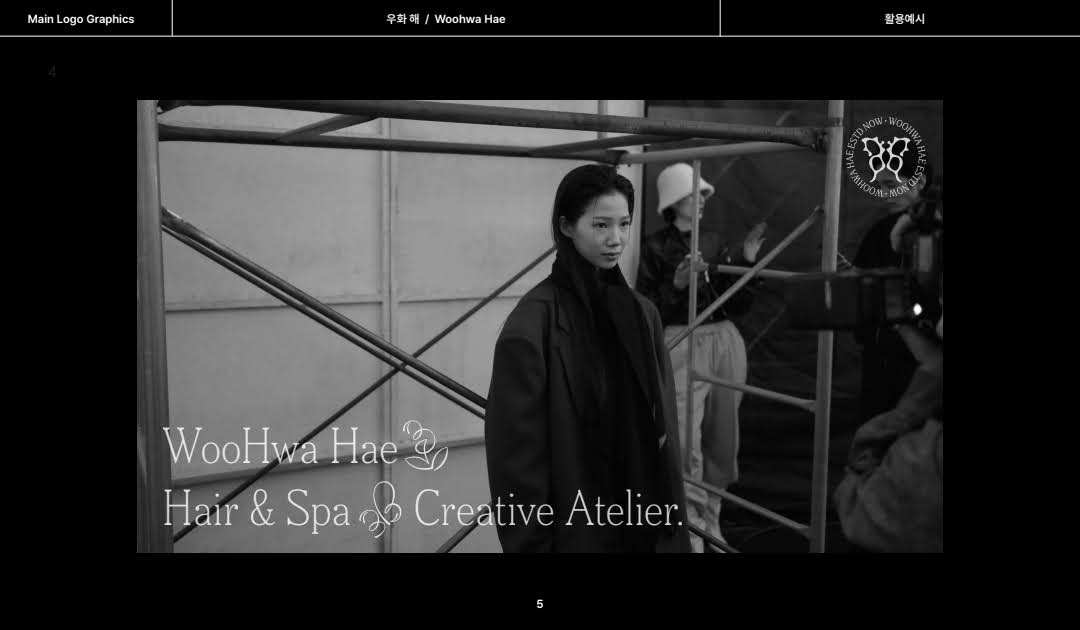 Main Logo Graphics
우화 해 / Woohwa Hae
활용예시
4
WOOHWA HAE ESTD NOW · WOOHWA HAE ESTD NOW ·
WooHwa Hae
Hair & Spa Creative Atelier.
5